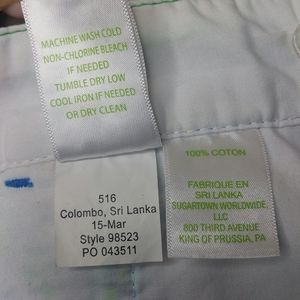 MACHINE WASH COLD
NON-CHLORINE BLEACH
IF NEEDED
TUMBLE DRY LOW
COOL IRON IF NEEDED
OR DRY CLEAN
516
Colombo, Sri Lanka
15-Mar
Style 98523
PO 043511
100% COTON
FABRIQUE EN
SRI LANKA
SUGARTOWN WORLDWIDE
LLC
800 THIRD AVENUE
KING OF PRUSSIA, PA